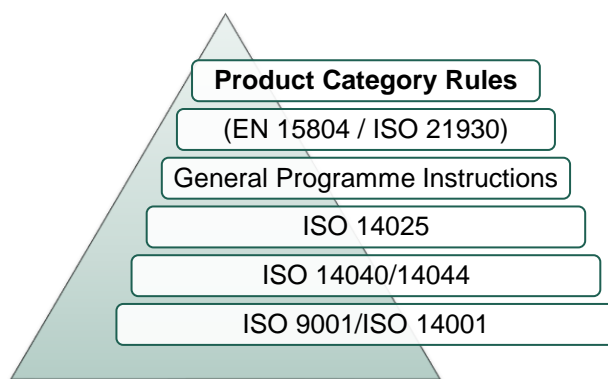 Product Category Rules
(EN 15804 / ISO 21930)
General Programme Instructions
ISO 14025
ISO 14040/14044
ISO 9001/ISO 14001